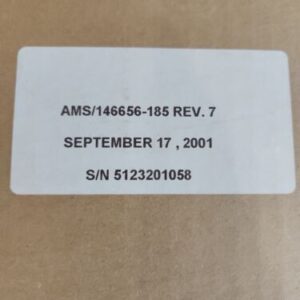 AMS/146656-185 REV. 7
SEPTEMBER 17 , 2001
S/N 5123201058